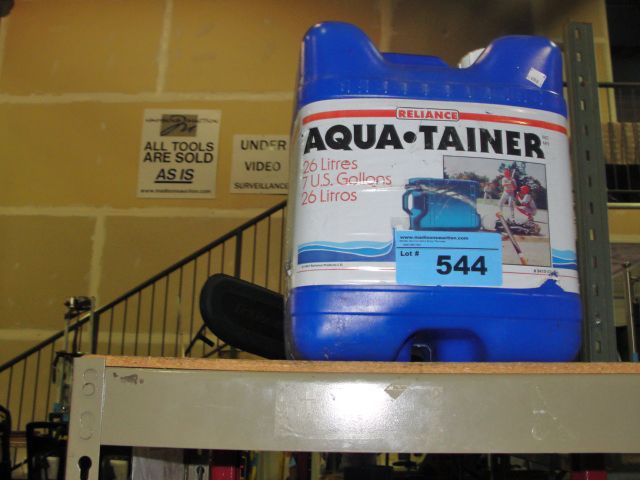 ALL TOOLS
ARE SOLD
AS IS
UNDER
VIDEO
SURVEILLANCE
RELIANCE
AQUA•TAINER
26 Litres
7 U.S. Gallons
26 Litros
www.madisonsauction.com
Lot #
544